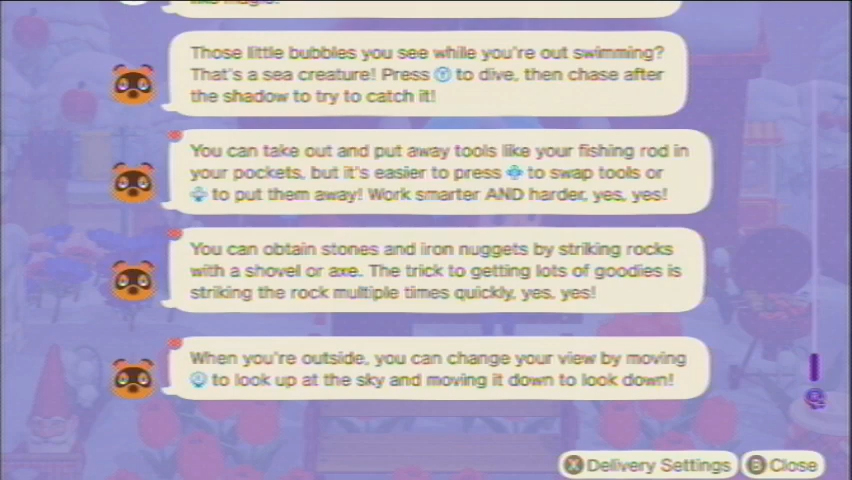 Those little bubbles you see while you're out swimming?
That's a sea creature! Press Ⓨ to dive, then chase after
the shadow to try to catch it!
You can take out and put away tools like your fishing rod in
your pockets, but it's easier to press to swap tools or
to put them away! Work smarter AND harder, yes, yes!
You can obtain stones and iron nuggets by striking rocks
with a shovel or axe. The trick to getting lots of goodies is
striking the rock multiple times quickly, yes, yes!
When you're outside, you can change your view by moving
Ⓡ to look up at the sky and moving it down to look down!
Ⓡ
Ⓧ Delivery Settings Ⓑ Close